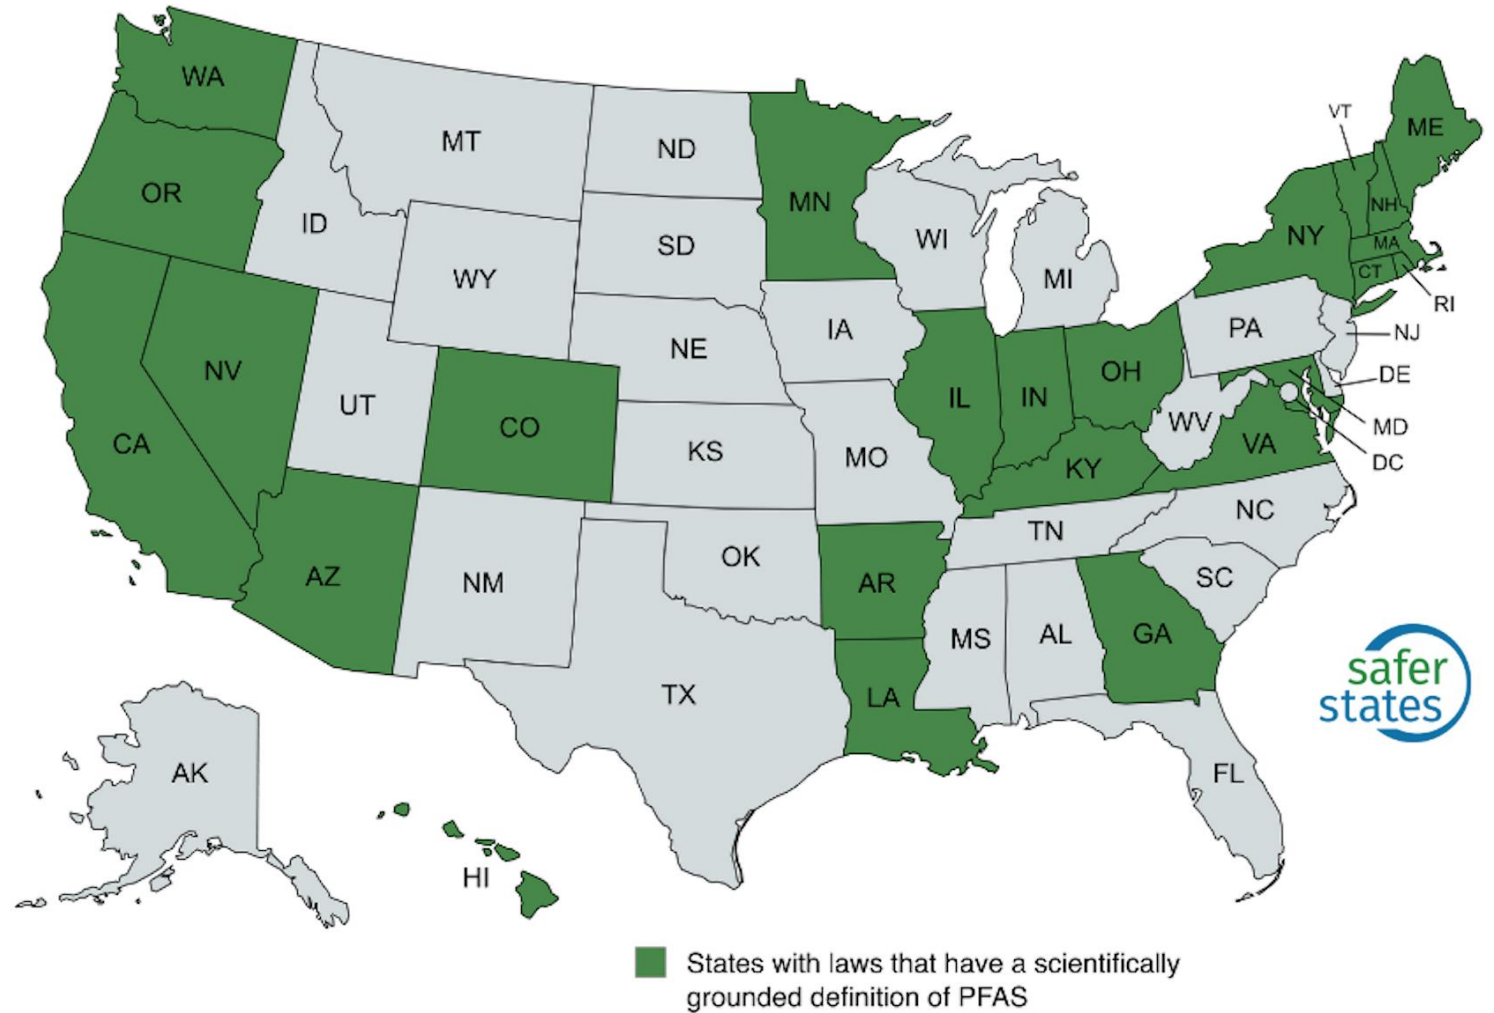 WA
OR
CA
NV
ID
MT
WY
UT
CO
AZ
NM
ND
SD
NE
KS
OK
TX
MN
IA
MO
AR
LA
WI
IL
MI
IN
OH
KY
TN
MS
AL
GA
FL
SC
NC
VA
WV
PA
NY
VT
NH
ME
MA
CT
RI
NJ
DE
MD
DC
AK
HI
safer
states
States with laws that have a scientifically
grounded definition of PFAS